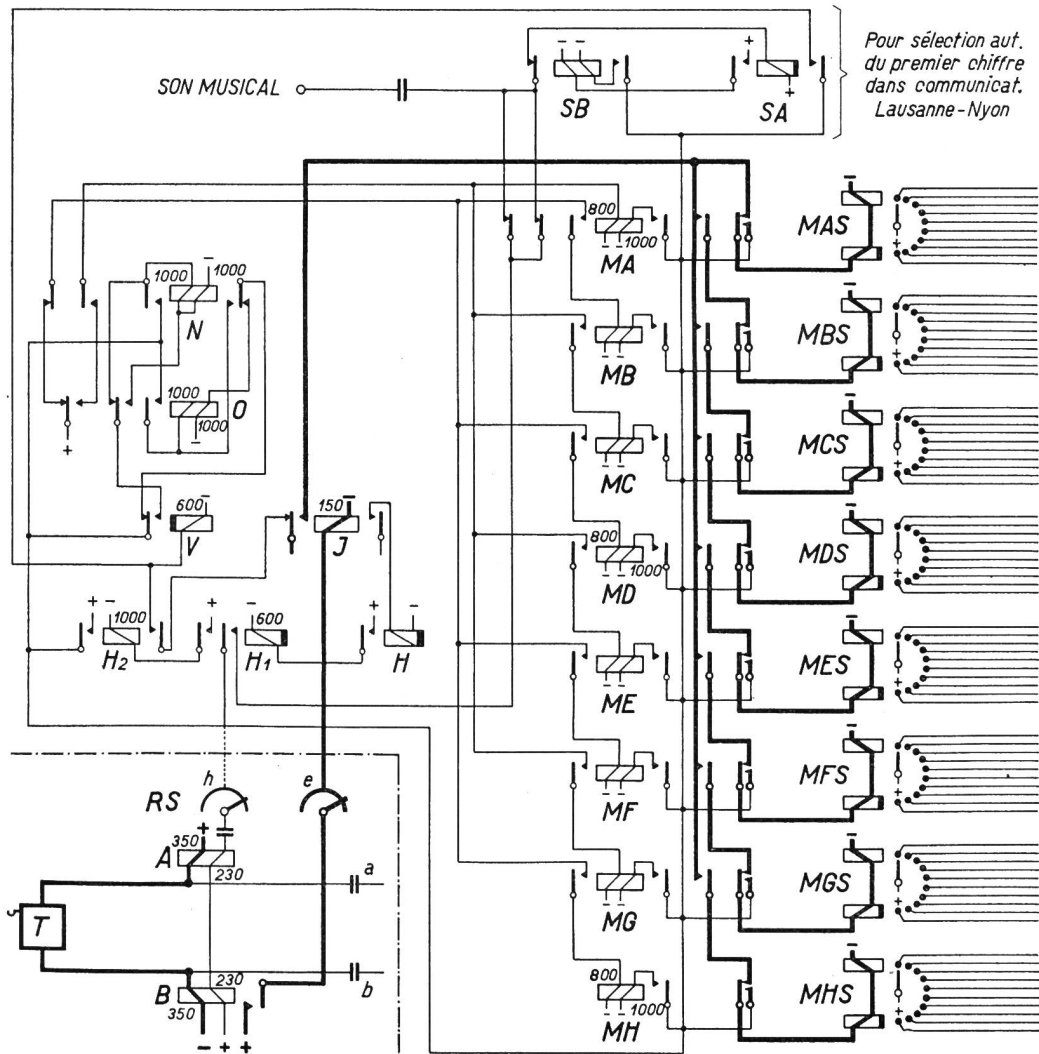 Pour sélection aut.
du premier chiffre
dans communicat.
Lausanne-Nyon
SON MUSICAL
SB
SA
+
+
800
1000
MA
MAS
1000
1000
N
MB
MBS
1000
1000
O
+
MC
MCS
600
V
150
J
800
1000
MD
MDS
+
1000
H2
+
600
H1
+
H
ME
MES
h
e
RS
MF
MFS
+
350
A
230
a
T
MG
MGS
230
B
350
b
- + +
800
1000
MH
MHS